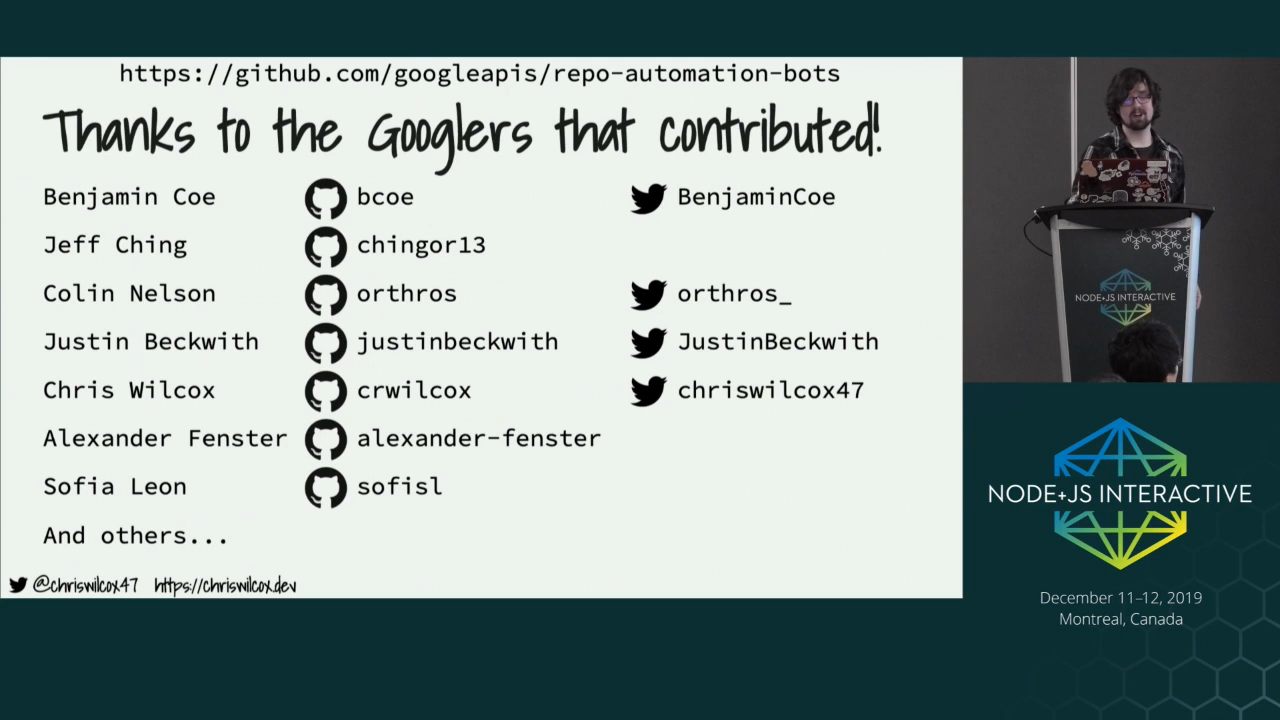 https://github.com/googleapis/repo-automation-bots
Thanks to the Googlers that contributed!
Benjamin Coe bcoe BenjaminCoe
Jeff Ching chingor13
Colin Nelson orthros orthros_
Justin Beckwith justinbeckwith JustinBeckwith
Chris Wilcox crwilcox chriswilcox47
Alexander Fenster alexander-fenster
Sofia Leon sofisl
And others...
@chriswilcox47 https://chriswilcox.dev
NODE+JS INTERACTIVE
NODE+JS INTERACTIVE
December 11–12, 2019
Montreal, Canada